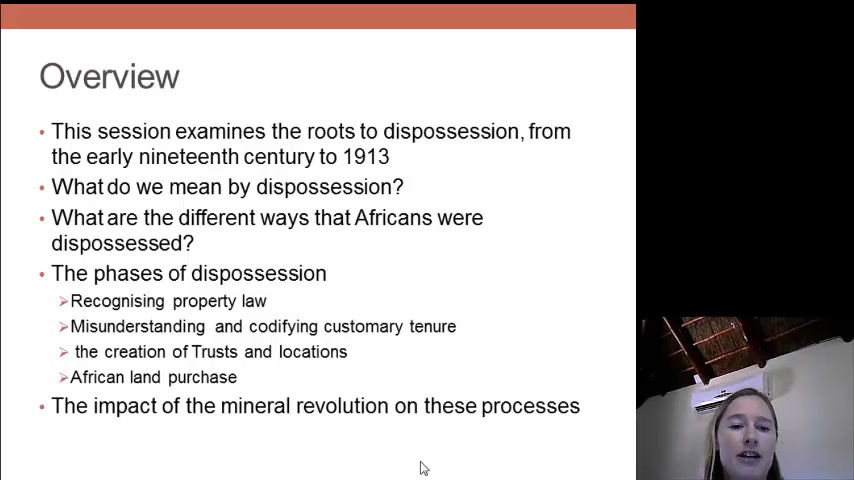 Overview
• This session examines the roots to dispossession, from
the early nineteenth century to 1913
• What do we mean by dispossession?
• What are the different ways that Africans were
dispossessed?
• The phases of dispossession
➢Recognising property law
➢Misunderstanding and codifying customary tenure
➢ the creation of Trusts and locations
➢African land purchase
• The impact of the mineral revolution on these processes